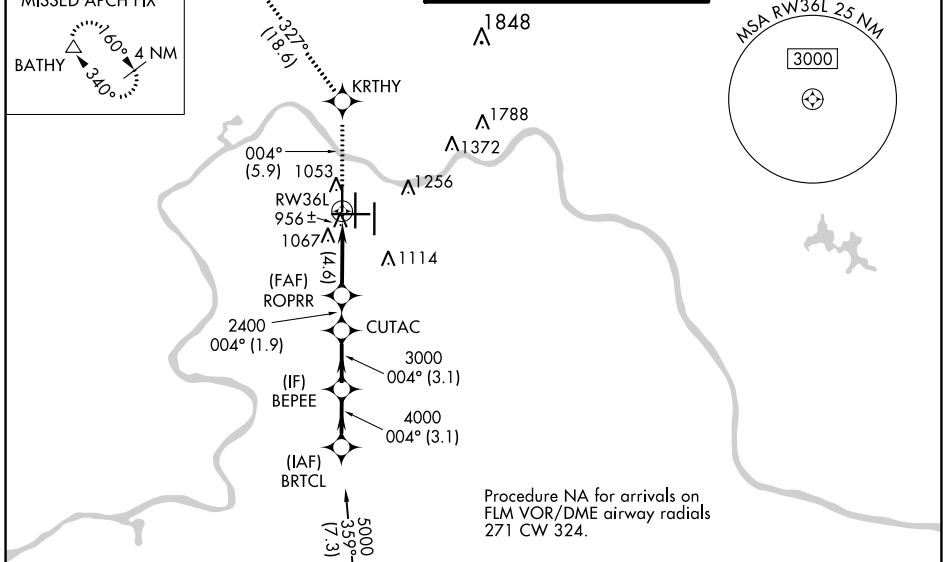 MISSED APCH FIX
BATHY
160°
340°
4 NM
327°
(18.6)
KRTHY
1848
MSA RW36L 25 NM
3000
1788
1372
004°
(5.9)
1053
1256
RW36L
956 ±
1067
1114
(4.6)
(FAF)
ROPRR
2400
004° (1.9)
CUTAC
3000
004° (3.1)
(IF)
BEPEE
4000
004° (3.1)
(IAF)
BRTCL
5000
359°
(7.3)
Procedure NA for arrivals on
FLM VOR/DME airway radials
271 CW 324.